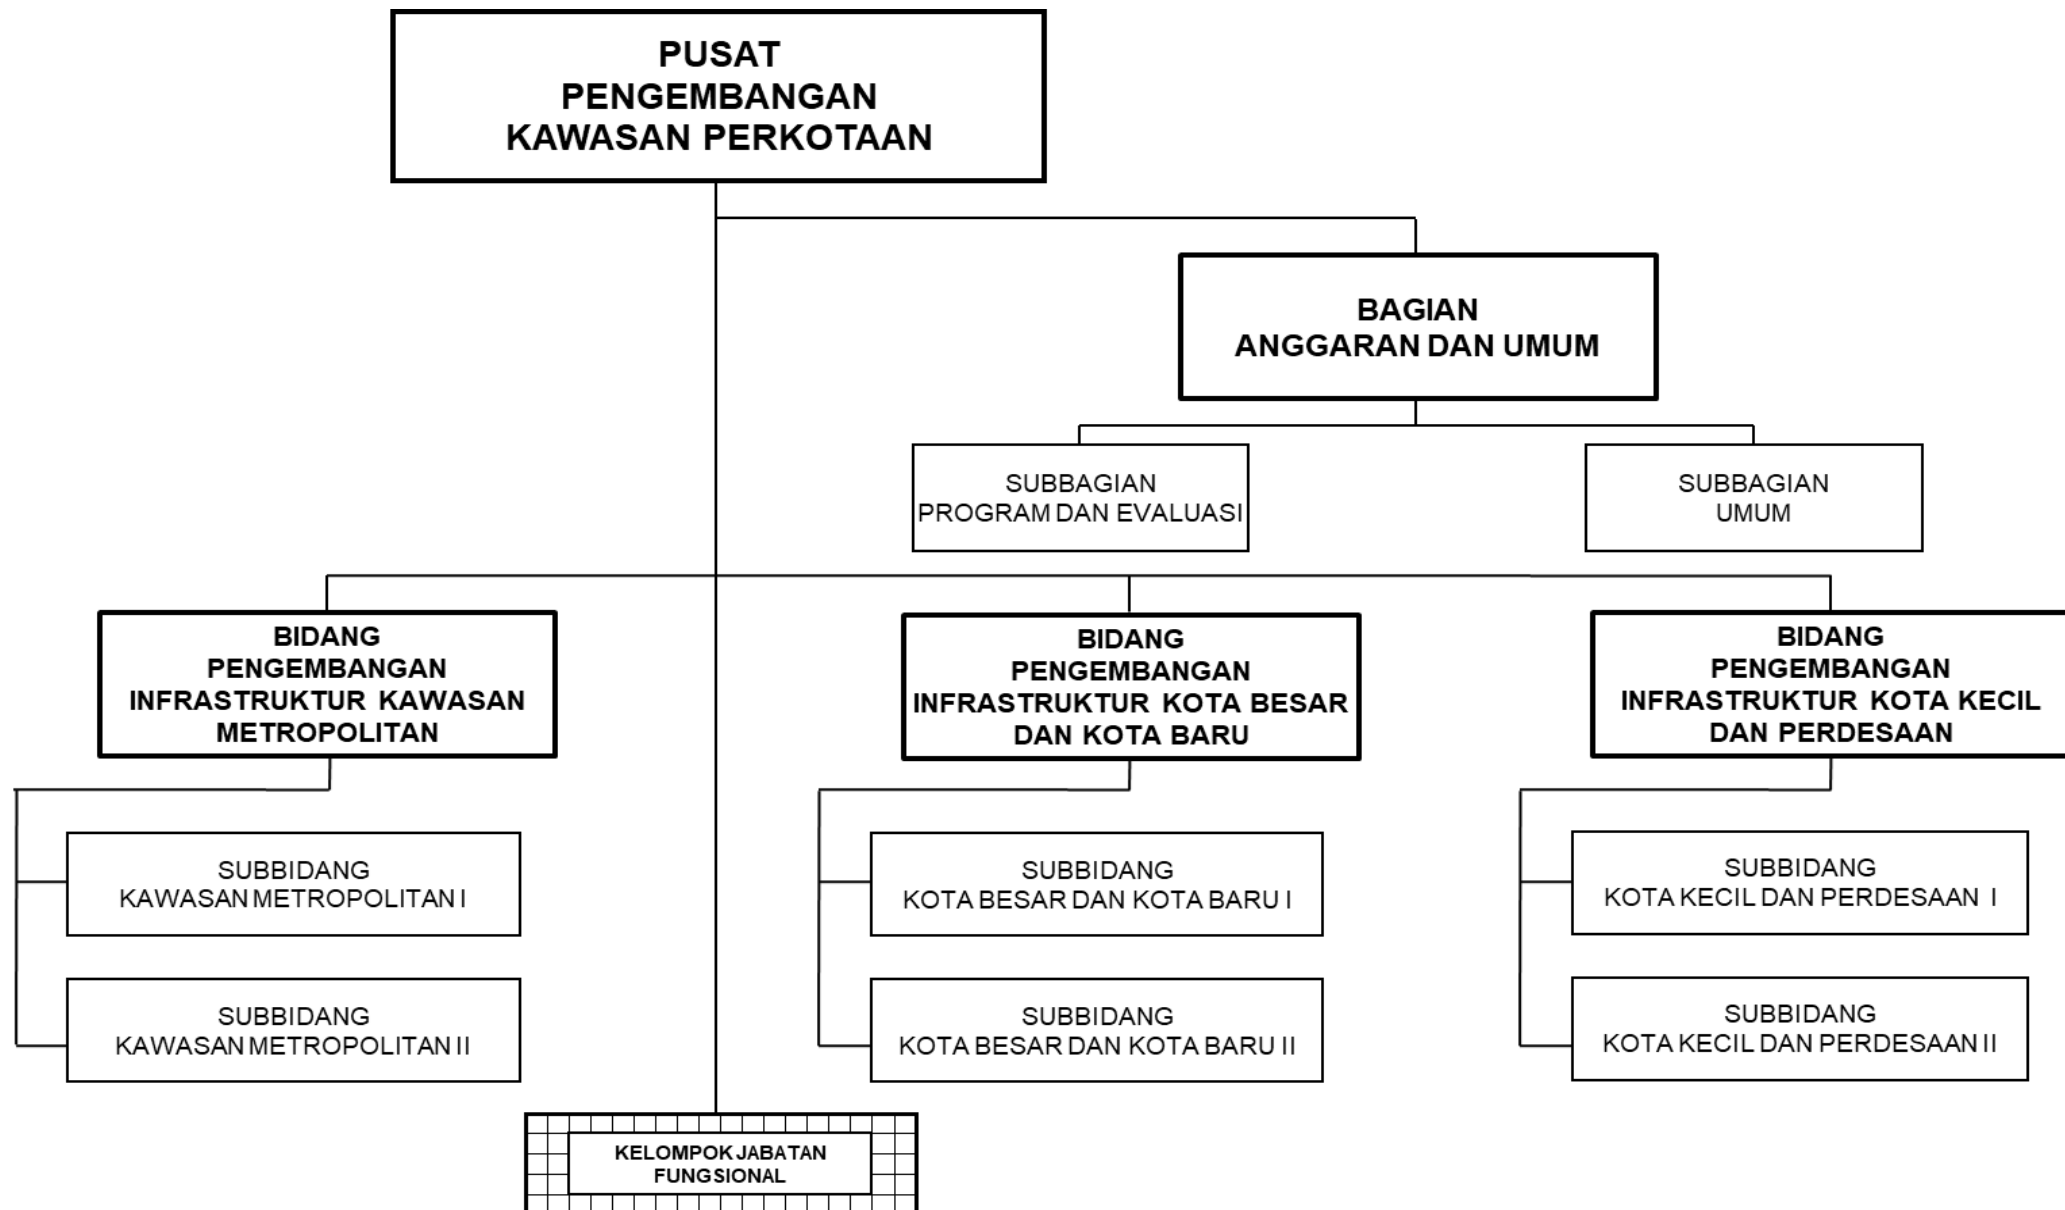 PUSAT
PENGEMBANGAN
KAWASAN PERKOTAAN
BAGIAN
ANGGARAN DAN UMUM
SUBBAGIAN
PROGRAM DAN EVALUASI
SUBBAGIAN
UMUM
BIDANG
PENGEMBANGAN
INFRASTRUKTUR KAWASAN
METROPOLITAN
BIDANG
PENGEMBANGAN
INFRASTRUKTUR KOTA BESAR
DAN KOTA BARU
BIDANG
PENGEMBANGAN
INFRASTRUKTUR KOTA KECIL
DAN PERDESAAN
SUBBIDANG
KAWASAN METROPOLITAN I
SUBBIDANG
KOTA BESAR DAN KOTA BARU I
SUBBIDANG
KOTA KECIL DAN PERDESAAN I
SUBBIDANG
KAWASAN METROPOLITAN II
SUBBIDANG
KOTA BESAR DAN KOTA BARU II
SUBBIDANG
KOTA KECIL DAN PERDESAAN II
KELOMPOK JABATAN
FUNGSIONAL